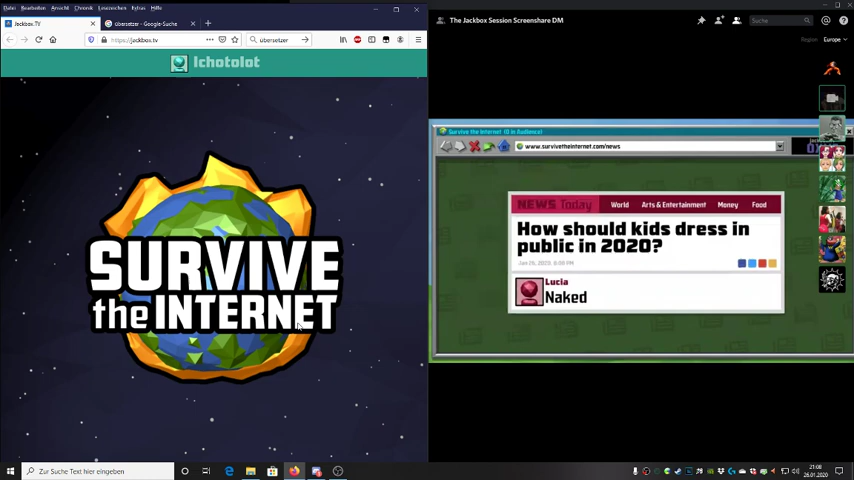 Datei Bearbeiten Ansicht Chronik Lesezeichen Extras Hilfe
Jackbox.TV
übersetzer - Google-Suche
https://jackbox.tv
übersetzer
Ichotolot
SURVIVE
the INTERNET
Zur Suche Text hier eingeben
The Jackbox Session Screenshare DM
Suche
Region
Europe
Survive the Internet (0 in Audience)
www.survivetheinternet.com/news
NEWS Today World Arts & Entertainment Money Food
How should kids dress in
public in 2020?
Lucia
Naked
21:08
26.01.2020